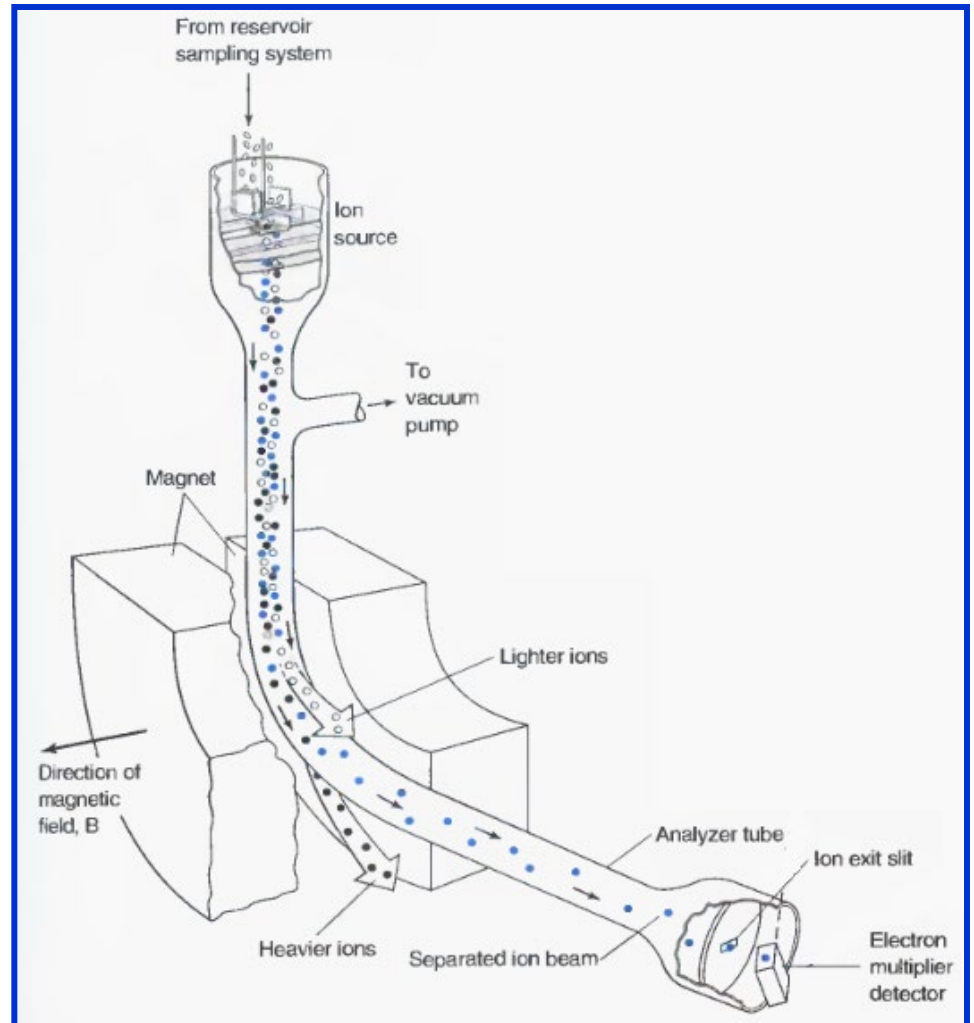 From reservoir
sampling system
Ion
source
To
vacuum
pump
Magnet
Lighter ions
Direction of
magnetic
field, B
Analyzer tube
Ion exit slit
Heavier ions
Separated ion beam
Electron
multiplier
detector